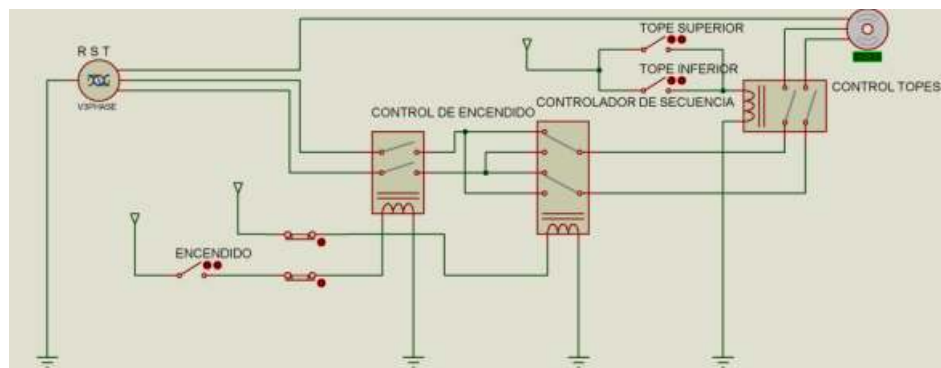 TOPE SUPERIOR
R S T
TOPE INFERIOR
V3PHASE
CONTROL TOPES
CONTROLADOR DE SECUENCIA
CONTROL DE ENCENDIDO
ENCENDIDO